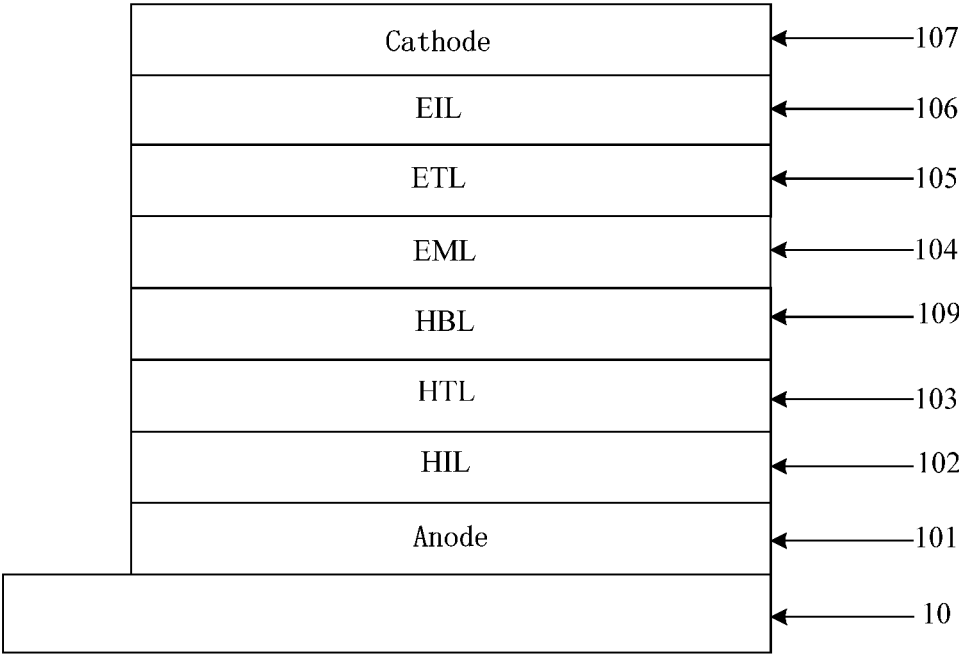 Cathode 107
EIL 106
ETL 105
EML 104
HBL 109
HTL 103
HIL 102
Anode 101
10